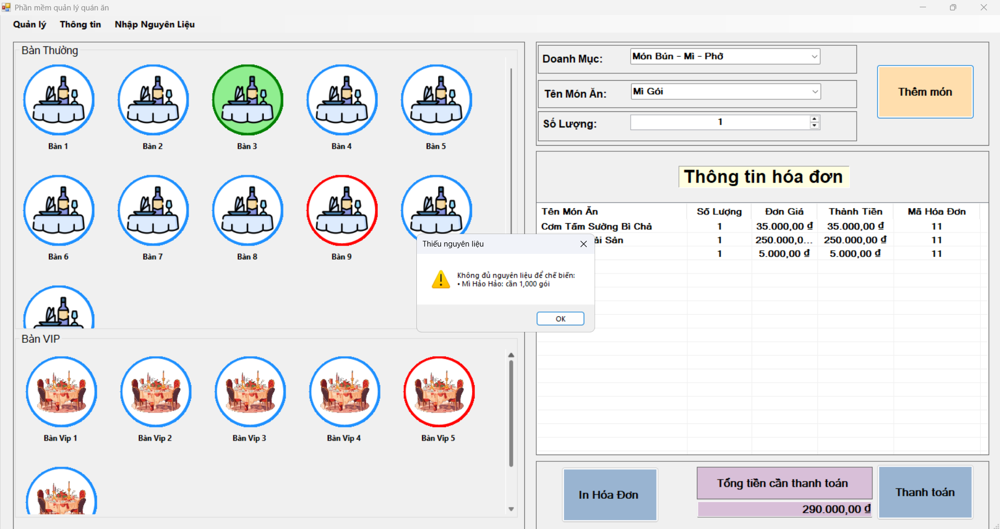 Phần mềm quản lý quán ăn
Quản lý Thông tin Nhập Nguyên Liệu
Bàn Thường
Bàn 1 Bàn 2 Bàn 3 Bàn 4 Bàn 5
Bàn 6 Bàn 7 Bàn 8 Bàn 9
Bàn VIP
Bàn Vip 1 Bàn Vip 2 Bàn Vip 3 Bàn Vip 4 Bàn Vip 5
Doanh Mục: Món Bún - Mì - Phở
Tên Món Ăn: Mì Gói
Số Lượng: 1
Thêm món
Thông tin hóa đơn
Tên Món Ăn Số Lượng Đơn Giá Thành Tiền Mã Hóa Đơn
Cơm Tấm Sường Bì Chả 1 35.000,00 ₫ 35.000,00 ₫ 11
ải Sản 1 250.000,0... 250.000,00 ₫ 11
1 5.000,00 ₫ 5.000,00 ₫ 11
Thiếu nguyên liệu
Không đủ nguyên liệu để chế biến:
• Mì Hảo Hảo: cần 1,000 gói
OK
In Hóa Đơn
Tổng tiền cần thanh toán
290.000,00 ₫
Thanh toán